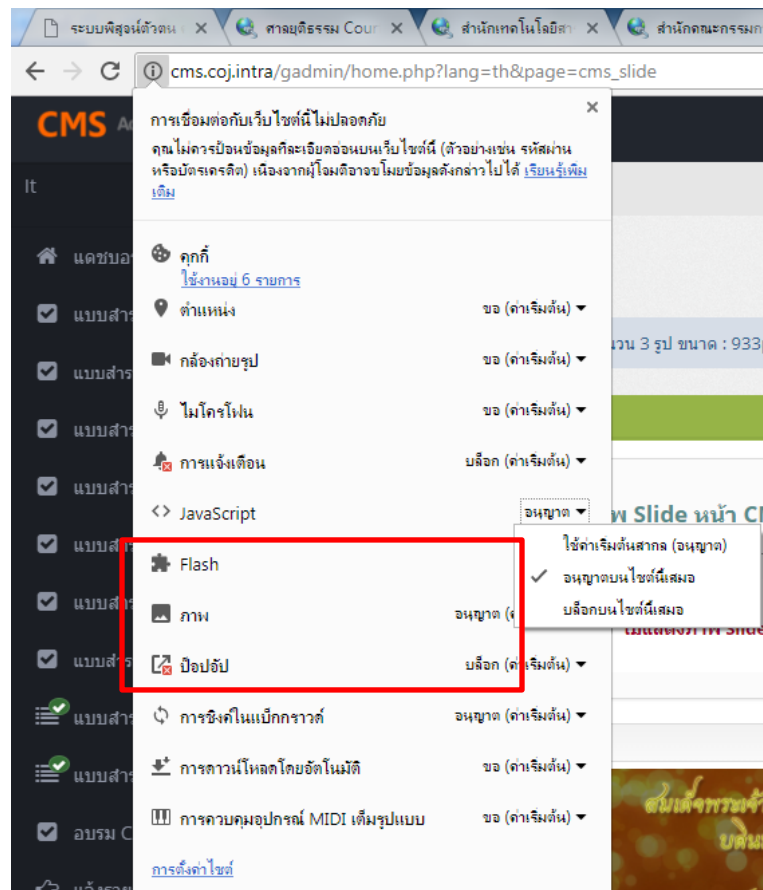 ระบบพิสูจน์ตัวตน
ศาลยุติธรรม Cour
สำนักเทคโนโลยีสา
สำนักคณะกรรมก
cms.coj.intra/gadmin/home.php?lang=th&page=cms_slide
CMS
การเชื่อมต่อกับเว็บไซต์นี้ไม่ปลอดภัย
คุณไม่ควรป้อนข้อมูลที่ละเอียดอ่อนบนเว็บไซต์นี้ (ตัวอย่างเช่น รหัสผ่าน
หรือบัตรเครดิต) เนื่องจากผู้โจมตีอาจขโมยข้อมูลดังกล่าวไปได้ เรียนรู้เพิ่ม
เติม
It
แดชบอ
คุกกี้
ใช้งานอยู่ 6 รายการ
แบบสำร
ตำแหน่ง ขอ (ค่าเริ่มต้น)
นวน 3 รูป ขนาด : 933
แบบสำร
กล้องถ่ายรูป ขอ (ค่าเริ่มต้น)
แบบสำร
ไมโครโฟน ขอ (ค่าเริ่มต้น)
แบบสำร
การแจ้งเตือน บล็อก (ค่าเริ่มต้น)
JavaScript อนุญาต
พ Slide หน้า CM
แบบสำร
Flash
ใช้ค่าเริ่มต้นสากล (อนุญาต)
อนุญาตบนไซต์นี้เสมอ
บล็อกบนไซต์นี้เสมอ
แบบสำร
ภาพ อนุญาต (ค
ไม่แสดงภาพ Slide
แบบสำร
ป๊อปอัป บล็อก (ค่าเริ่มต้น)
แบบสำร
การซิงค์ในแบ็กกราวด์ อนุญาต (ค่าเริ่มต้น)
แบบสำร
การดาวน์โหลดโดยอัตโนมัติ ขอ (ค่าเริ่มต้น)
อบรม C
การควบคุมอุปกรณ์ MIDI เต็มรูปแบบ ขอ (ค่าเริ่มต้น)
สมเด็จพระเจ้า
การตั้งค่าไซต์